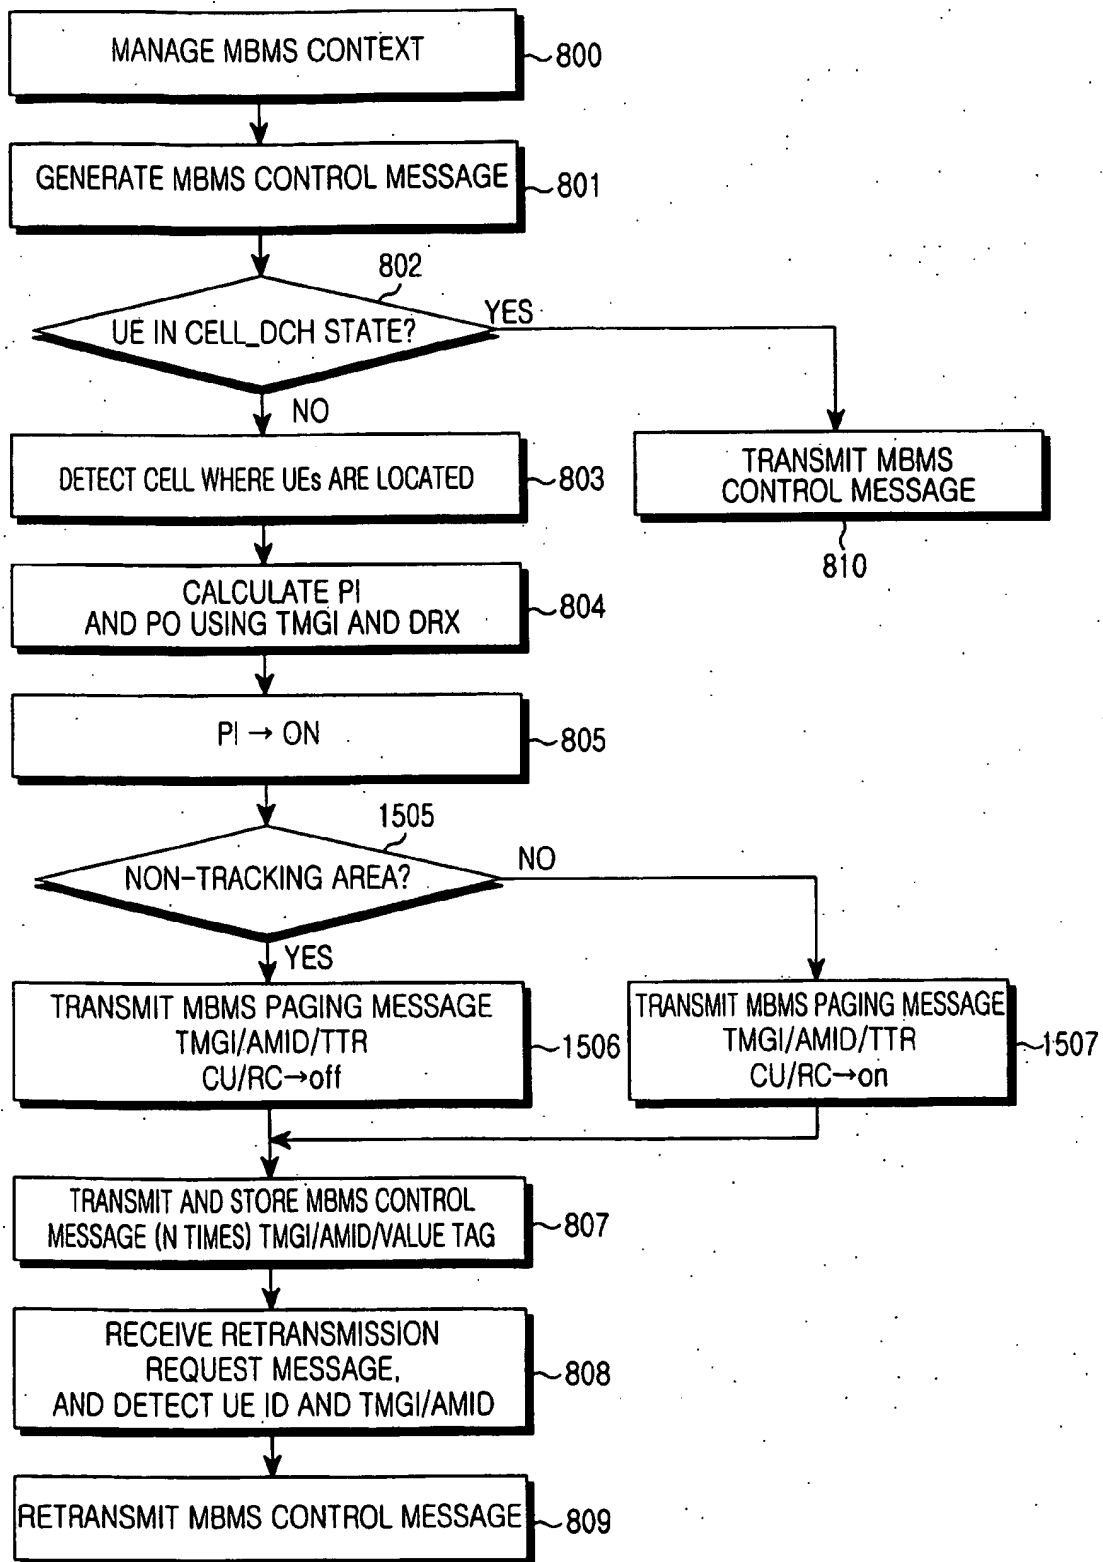 MANAGE MBMS CONTEXT
800
GENERATE MBMS CONTROL MESSAGE
801
802
UE IN CELL_DCH STATE?
YES
NO
DETECT CELL WHERE UEs ARE LOCATED
803
TRANSMIT MBMS
CONTROL MESSAGE
810
CALCULATE PI
AND PO USING TMGI AND DRX
804
PI → ON
805
1505
NON-TRACKING AREA?
NO
YES
TRANSMIT MBMS PAGING MESSAGE
TMGI/AMID/TTR
CU/RC→off
1506
TRANSMIT MBMS PAGING MESSAGE
TMGI/AMID/TTR
CU/RC→on
1507
TRANSMIT AND STORE MBMS CONTROL
MESSAGE (N TIMES) TMGI/AMID/VALUE TAG
807
RECEIVE RETRANSMISSION
REQUEST MESSAGE,
AND DETECT UE ID AND TMGI/AMID
808
RETRANSMIT MBMS CONTROL MESSAGE
809